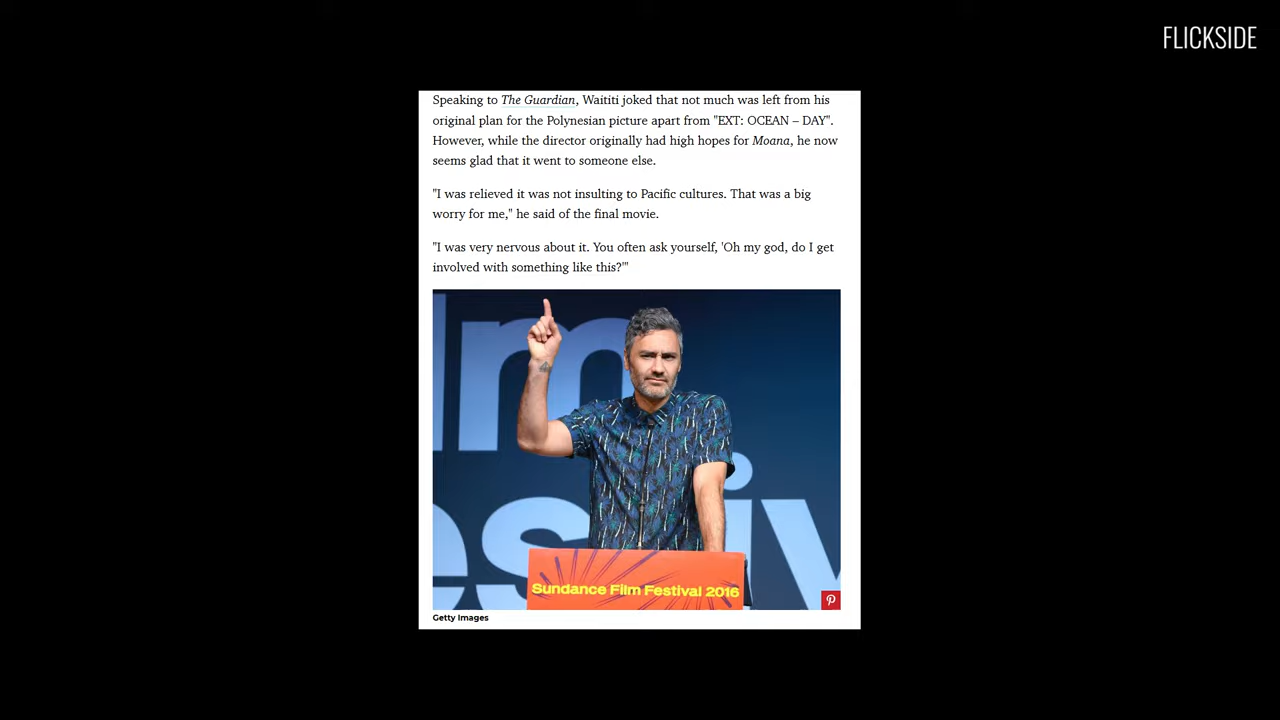 FLICKSIDE
Speaking to The Guardian, Waititi joked that not much was left from his
original plan for the Polynesian picture apart from "EXT: OCEAN – DAY".
However, while the director originally had high hopes for Moana, he now
seems glad that it went to someone else.
"I was relieved it was not insulting to Pacific cultures. That was a big
worry for me," he said of the final movie.
"I was very nervous about it. You often ask yourself, 'Oh my god, do I get
involved with something like this?'"
lm
estiv
Sundance Film Festival 2016
Getty Images